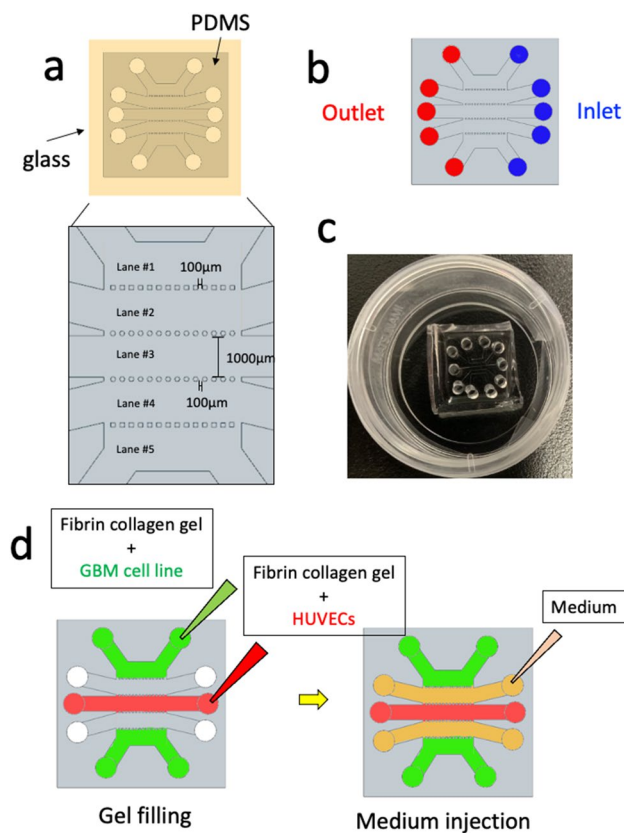 a
PDMS
glass
Lane #1
100μm
Lane #2
Lane #3
1000μm
Lane #4
100μm
Lane #5
b
Outlet
Inlet
c
d
Fibrin collagen gel
+
GBM cell line
Fibrin collagen gel
+
HUVECs
Medium
Gel filling
Medium injection